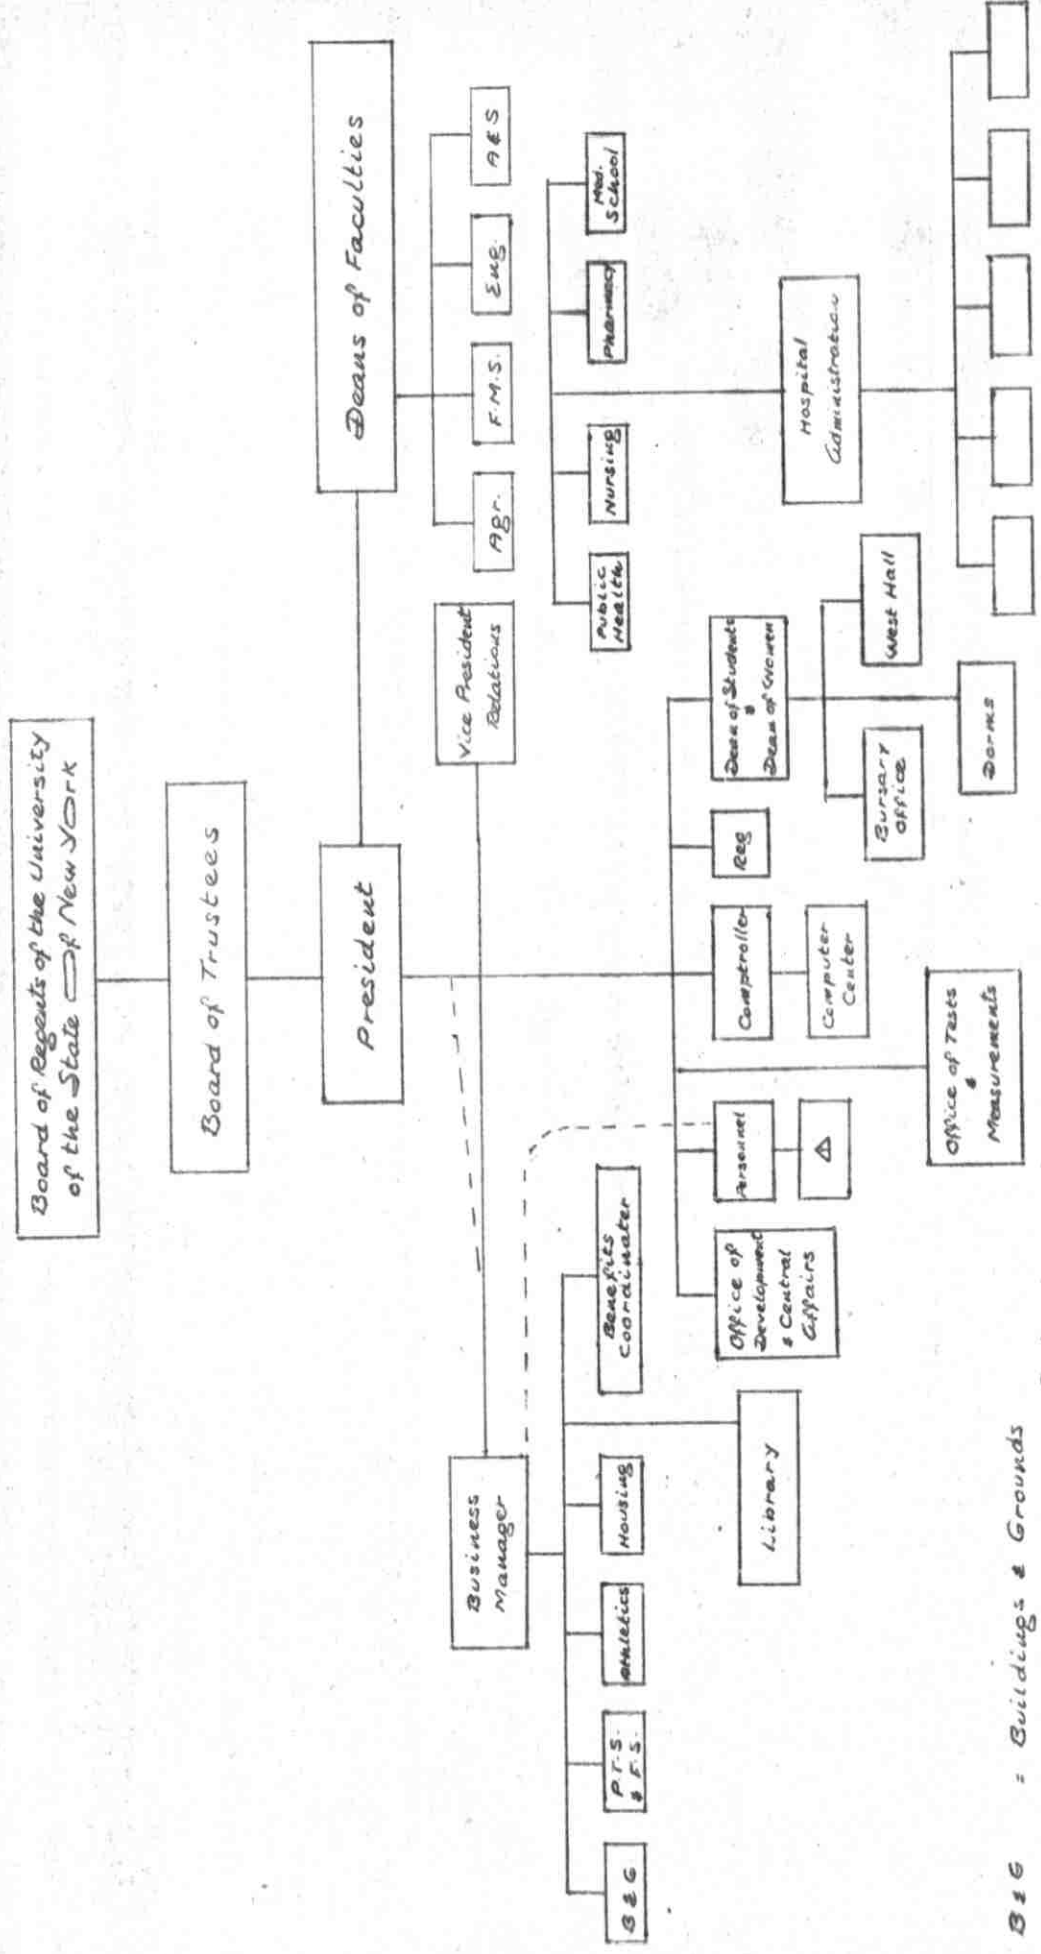 Board of Regents of the University
of the State Of New York
Board of Trustees
President
Deans of Faculties
Agr.
F.M.S.
Eng.
A&S
Business
Manager
Vice President
Relations
Public
Health
Nursing
Pharmacy
Med.
School
B & G
P.T.S.
& F.S.
Athletics
Housing
Benefits
Coordinater
Library
Office of
Development
& Central
Affairs
Personnel
Δ
Comptroller
Computer
Center
Reg
Dean of Students
&
Dean of Women
Office of Tests
&
Measurements
Bursary
Office
West Hall
Dorms
Hospital
Administration
B & G = Buildings & Grounds